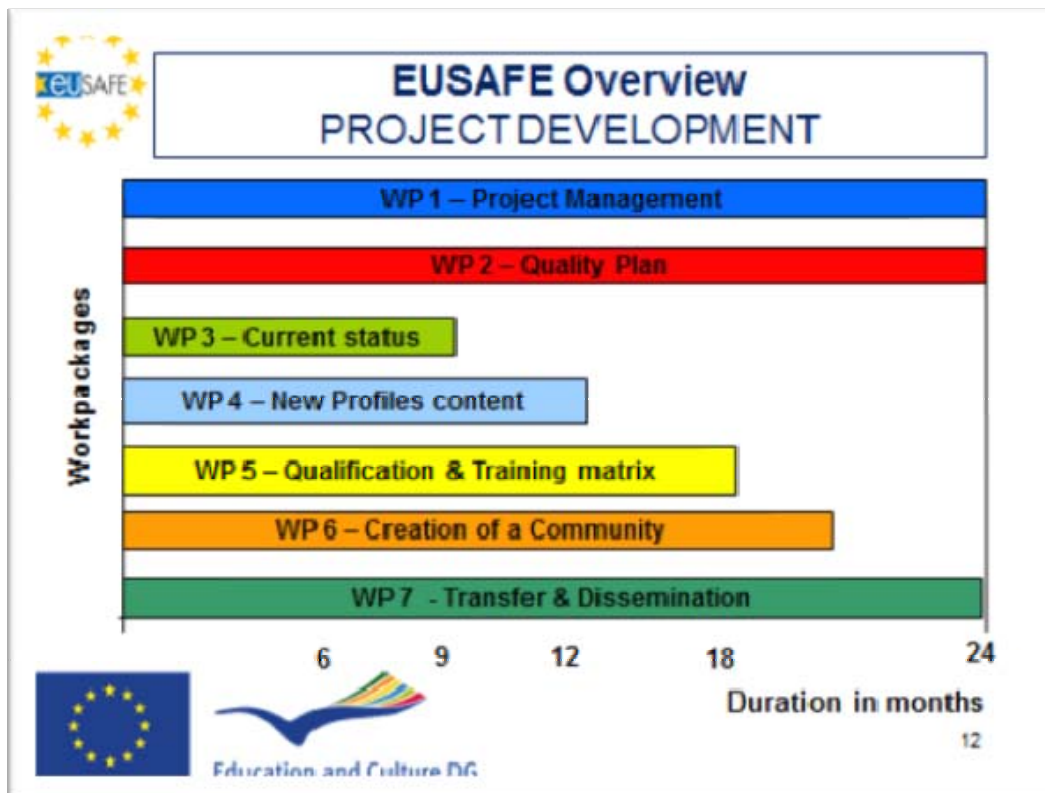 euSAFE
EUSAFE Overview
PROJECT DEVELOPMENT
WP 1 – Project Management
WP 2 – Quality Plan
WP 3 – Current status
WP 4 – New Profiles content
WP 5 – Qualification & Training matrix
WP 6 – Creation of a Community
WP 7 - Transfer & Dissemination
Workpackages
6 9 12 18 24
Duration in months
12
Education and Culture DG